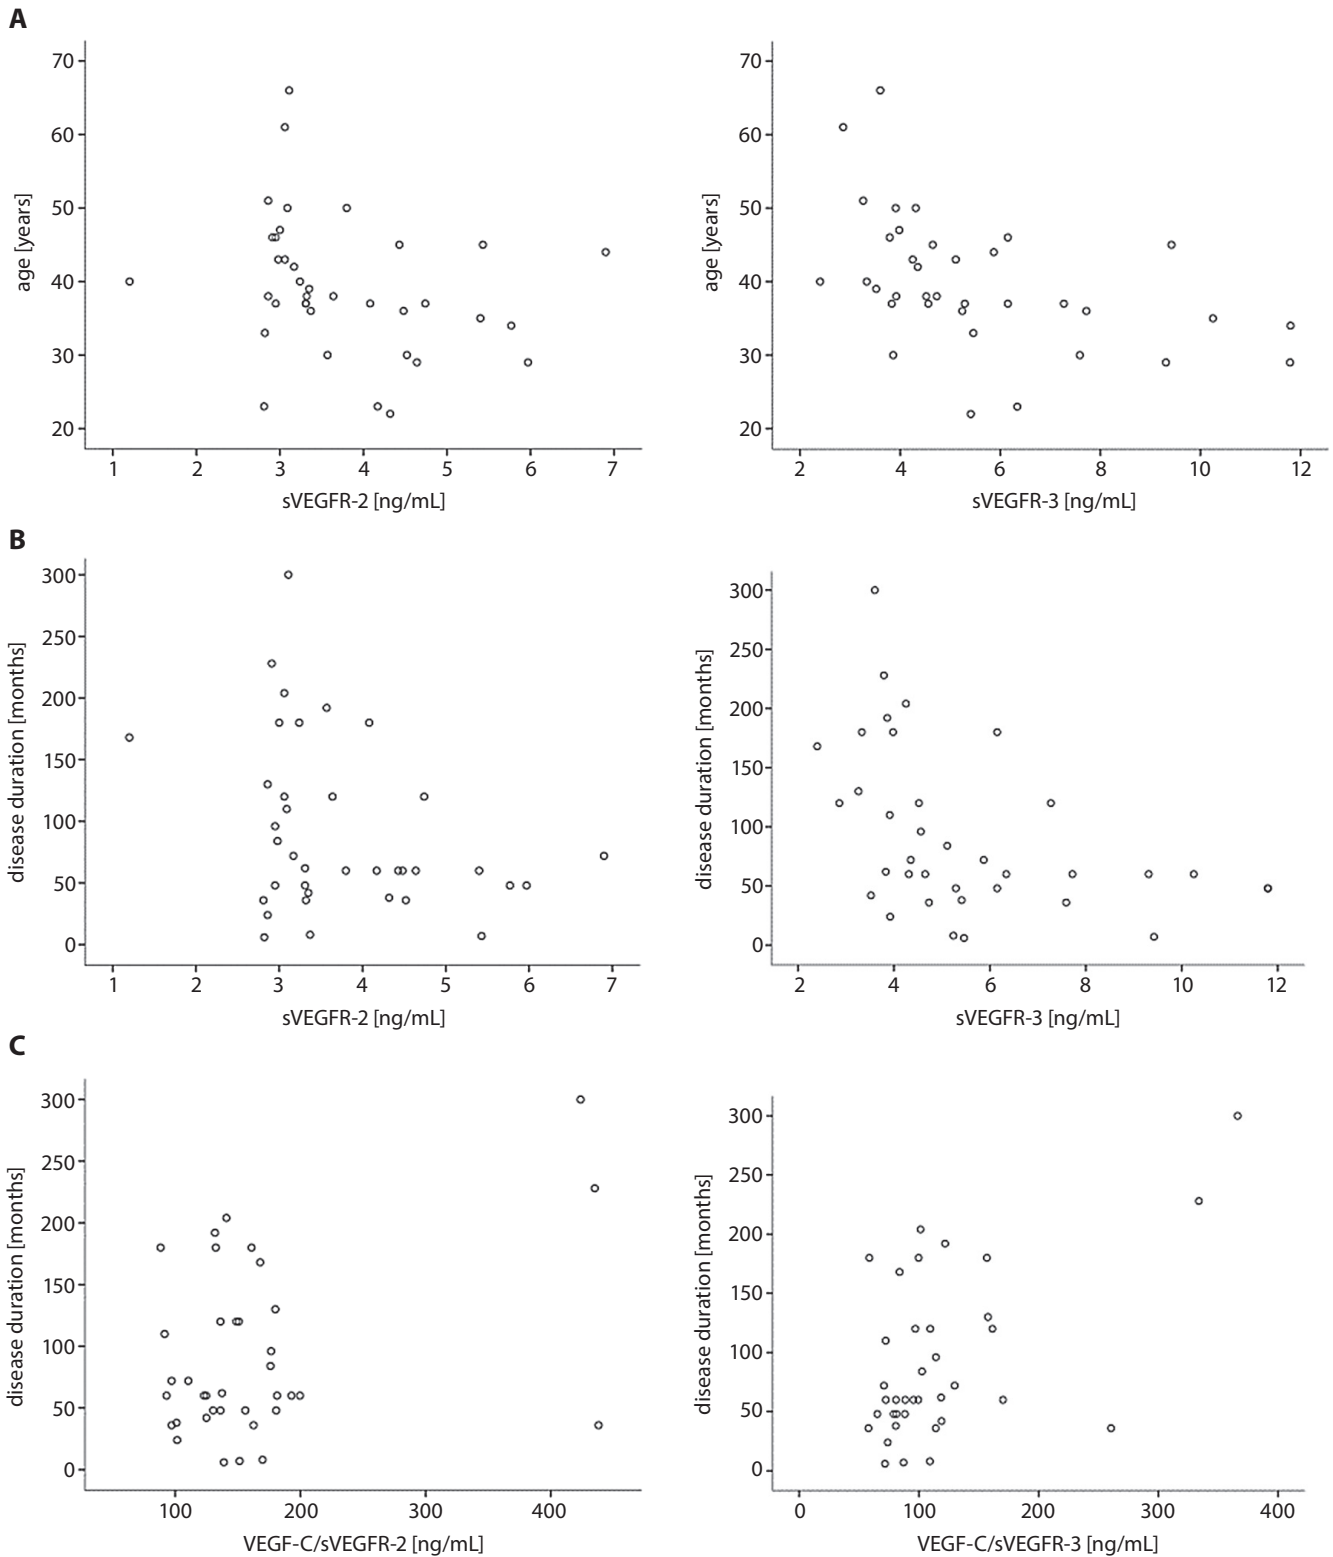 A
70
60
50
40
30
20
age [years]
1 2 3 4 5 6 7
sVEGFR-2 [ng/mL]
70
60
50
40
30
20
age [years]
2 4 6 8 10 12
sVEGFR-3 [ng/mL]
B
300
250
200
150
100
50
0
disease duration [months]
1 2 3 4 5 6 7
sVEGFR-2 [ng/mL]
300
250
200
150
100
50
0
disease duration [months]
2 4 6 8 10 12
sVEGFR-3 [ng/mL]
C
300
250
200
150
100
50
0
disease duration [months]
100 200 300 400
VEGF-C/sVEGFR-2 [ng/mL]
300
250
200
150
100
50
0
disease duration [months]
0 100 200 300 400
VEGF-C/sVEGFR-3 [ng/mL]